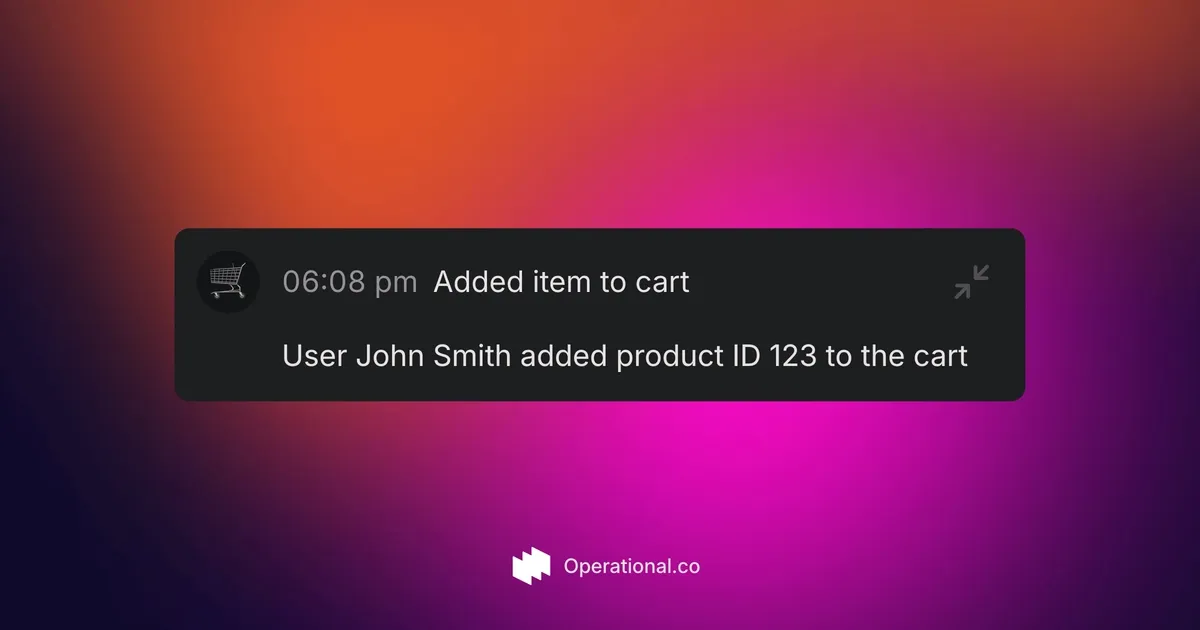 06:08 pm Added item to cart
User John Smith added product ID 123 to the cart
Operational.co